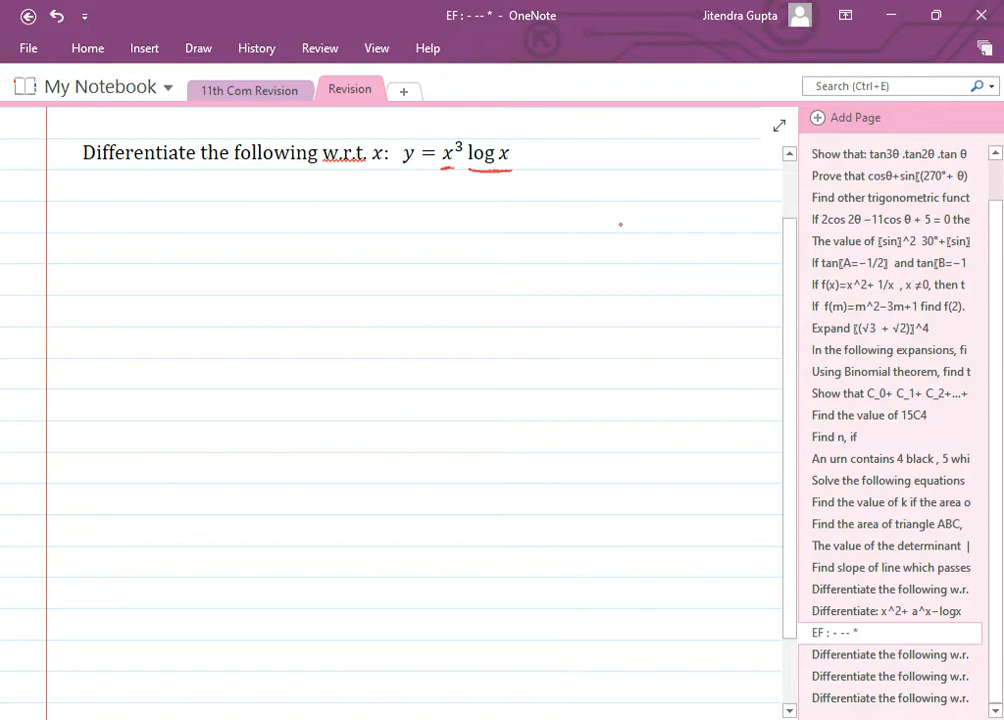 EF : - -- * - OneNote
Jitendra Gupta
File Home Insert Draw History Review View Help
My Notebook
11th Com Revision
Revision
+
Search (Ctrl+E)
Add Page
Differentiate the following w.r.t. x: y = x³ log x
Show that: tan3θ .tan2θ .tan θ
Prove that cosθ+sin〖(270°+ θ)
Find other trigonometric funct
If 2cos 2θ −11cos θ + 5 = 0 the
The value of 〖sin〗^2 30°+〖sin〗
If tan〖A=−1/2〗 and tan〖B=−1
If f(x)=x^2+ 1/x , x ≠0, then t
If f(m)=m^2−3m+1 find f(2).
Expand 〖(√3 + √2)〗^4
In the following expansions, fi
Using Binomial theorem, find t
Show that C_0+ C_1+ C_2+...+
Find the value of 15C4
Find n, if
An urn contains 4 black , 5 whi
Solve the following equations
Find the value of k if the area o
Find the area of triangle ABC,
The value of the determinant |
Find slope of line which passes
Differentiate the following w.r.
Differentiate: x^2+ a^x−logx
EF : - -- *
Differentiate the following w.r.
Differentiate the following w.r.
Differentiate the following w.r.